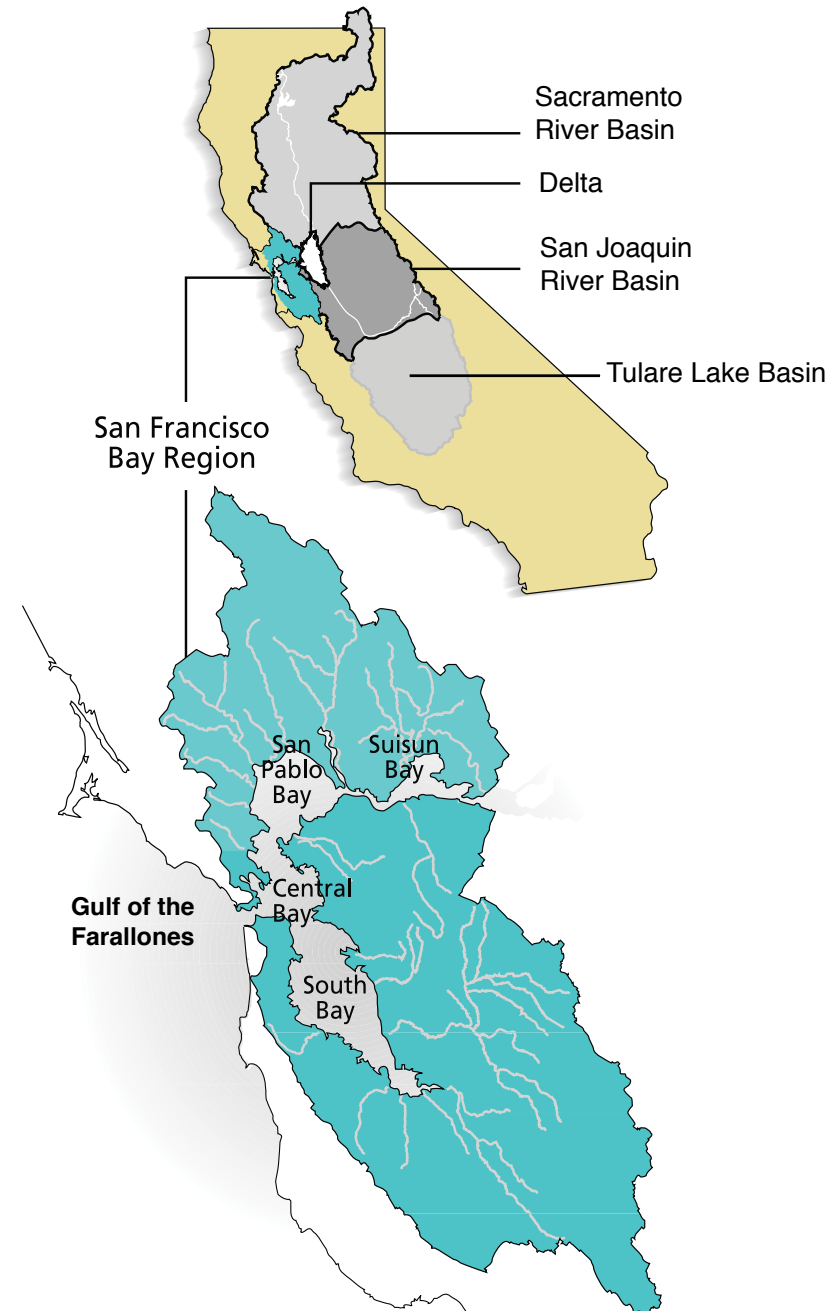 Sacramento
River Basin
Delta
San Joaquin
River Basin
Tulare Lake Basin
San Francisco
Bay Region
San
Pablo
Bay
Suisun
Bay
Central
Bay
Gulf of the
Farallones
South
Bay